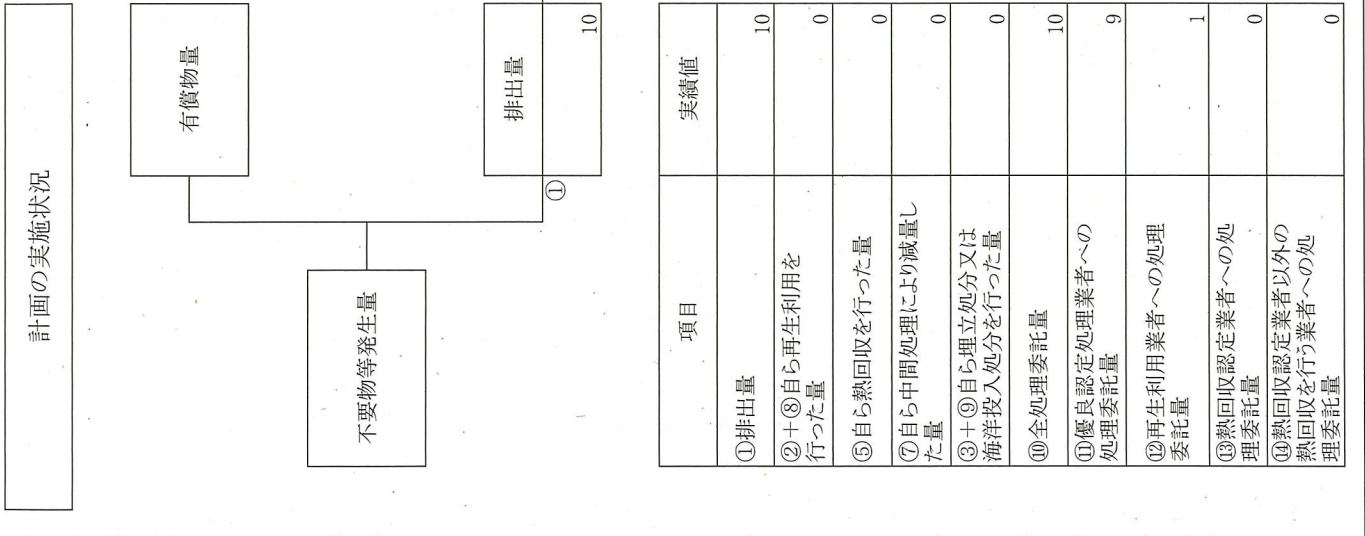 計画の実施状況
不要物等発生量
有償物量
①
排出量
10
項目
実績値
①排出量
10
②+⑧自ら再生利用を
行った量
0
⑤自ら熱回収を行った量
0
⑦自ら中間処理により減量し
た量
0
③+⑨自ら埋立処分又は
海洋投入処分を行った量
0
⑩全処理委託量
10
⑪優良認定処理業者への
処理委託量
9
⑫再生利用業者への処理
委託量
1
⑬熱回収認定業者への処
理委託量
0
⑭熱回収認定業者以外の
熱回収を行う業者への処
理委託量
0